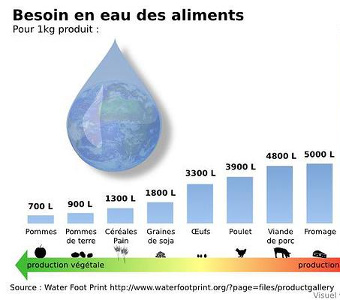 Besoin en eau des aliments
Pour 1kg produit :
700 L
900 L
1300 L
1800 L
3300 L
3900 L
4800 L
5000 L
Pommes
Pommes de terre
Céréales Pain
Graines de soja
Œufs
Poulet
Viande de porc
Fromage
production végétale
production
Source : Water Foot Print http://www.waterfootprint.org/?page=files/productgallery
Visuel